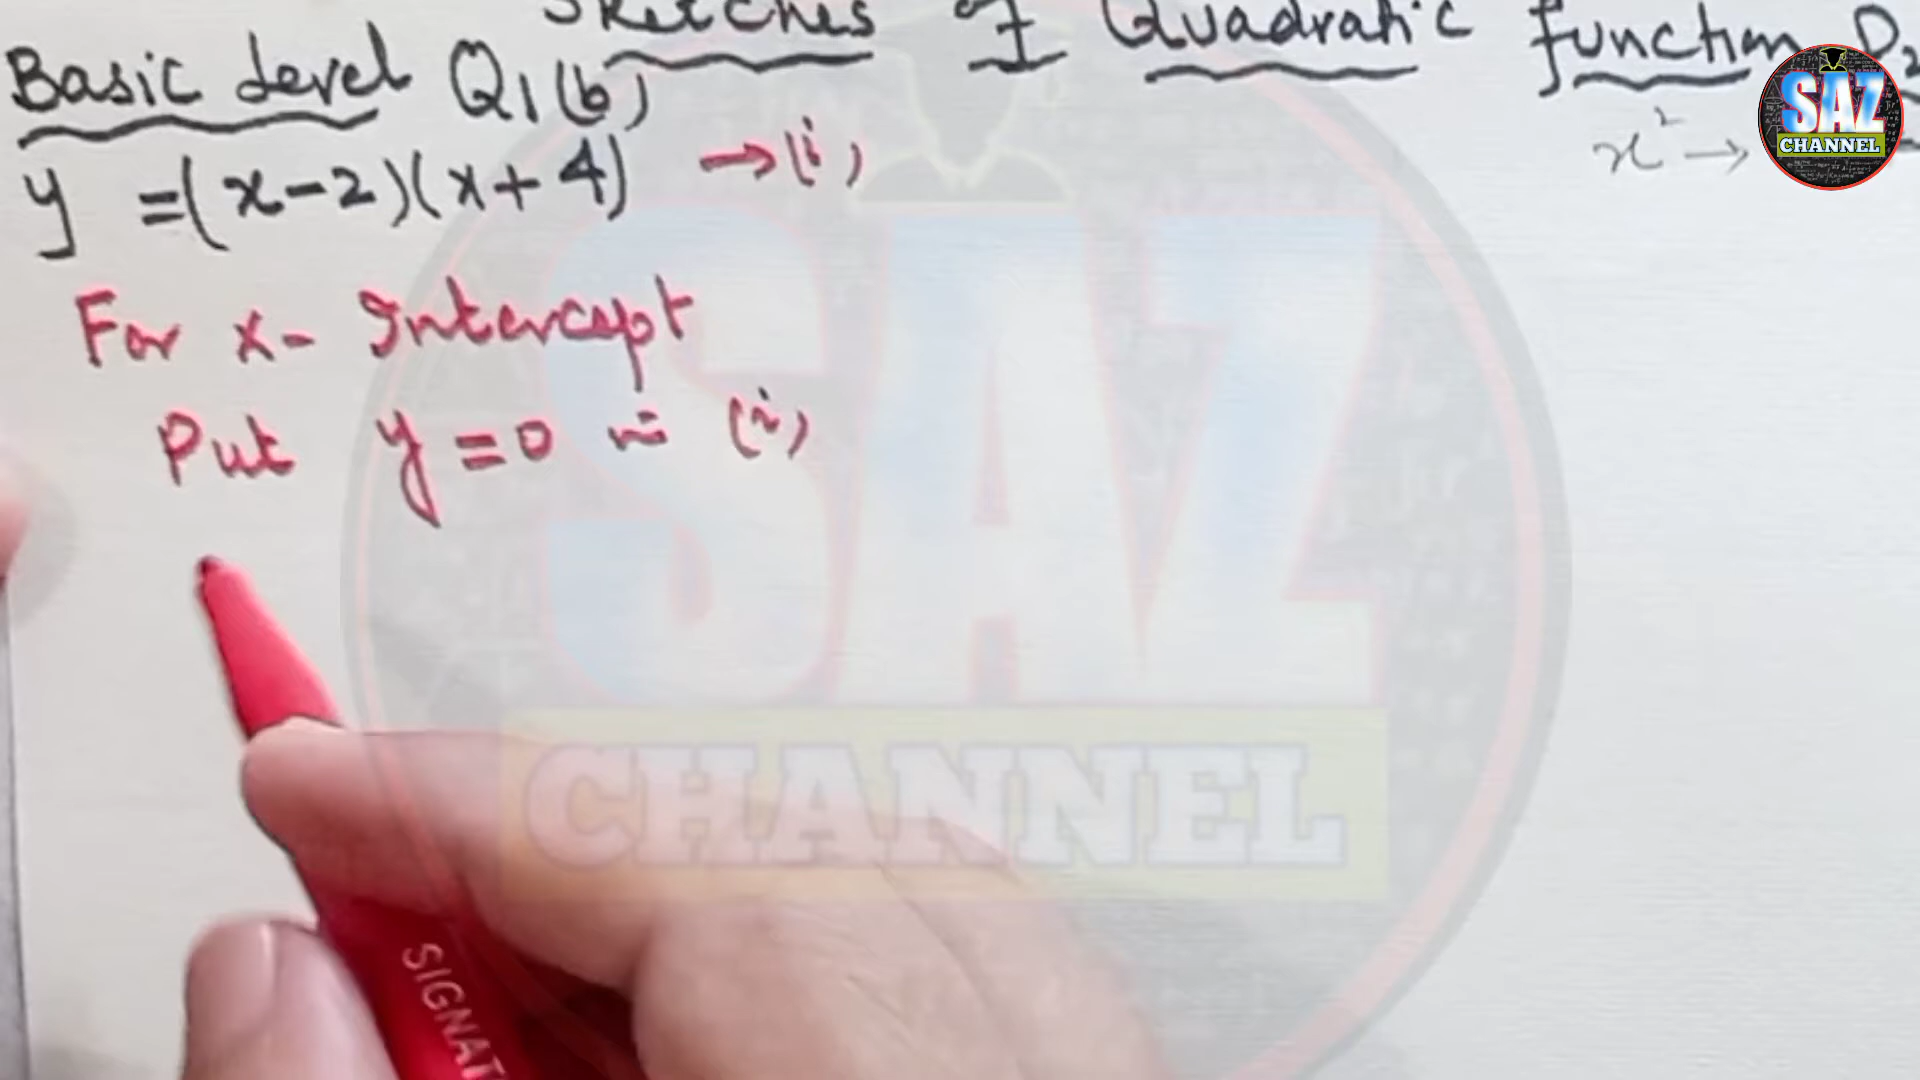 Sketches of Quadratic function P2
Basic Level Q1(b)
x² →
y = (x-2)(x+4) → (i)
For x- Intercept
Put y=0 in (i)
SAZ
CHANNEL
SAZ
CHANNEL
SIGNAT